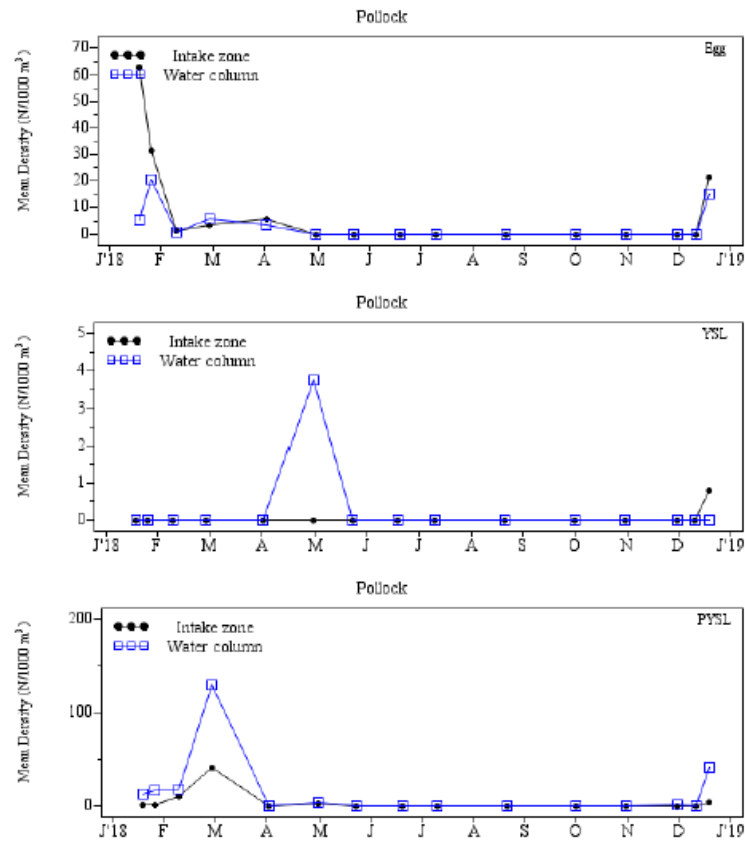 Pollock
Egg
Intake zone
Water column
Mean Density (N/1000 m³)
70
60
50
40
30
20
10
0
J'18 F M A M J J A S O N D J'19
Pollock
YSL
Intake zone
Water column
Mean Density (N/1000 m³)
5
4
3
2
1
0
J'18 F M A M J J A S O N D J'19
Pollock
PYSL
Intake zone
Water column
Mean Density (N/1000 m³)
200
100
0
J'18 F M A M J J A S O N D J'19